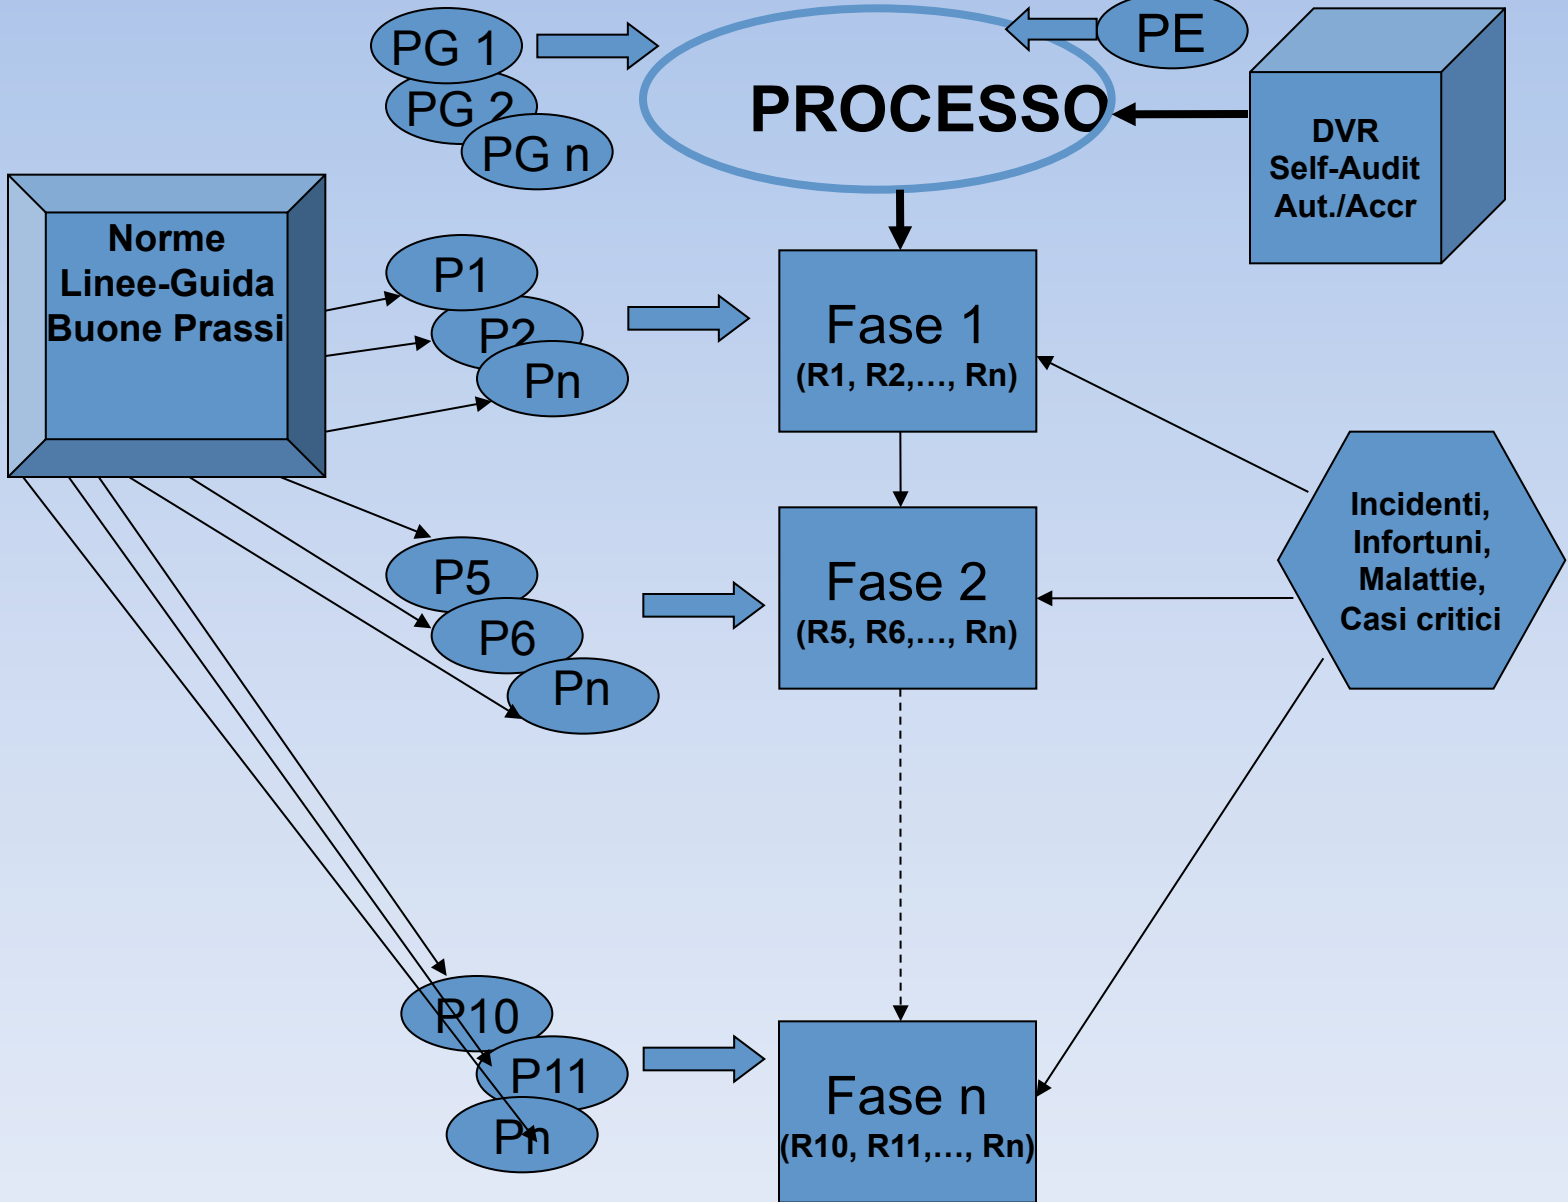 PG 1
PG 2
PG n
PROCESSO
PE
DVR
Self-Audit
Aut./Accr
Norme
Linee-Guida
Buone Prassi
P1
P2
Pn
Fase 1
(R1, R2,…, Rn)
Incidenti,
Infortuni,
Malattie,
Casi critici
P5
P6
Pn
Fase 2
(R5, R6,…, Rn)
P10
P11
Pn
Fase n
(R10, R11,…, Rn)